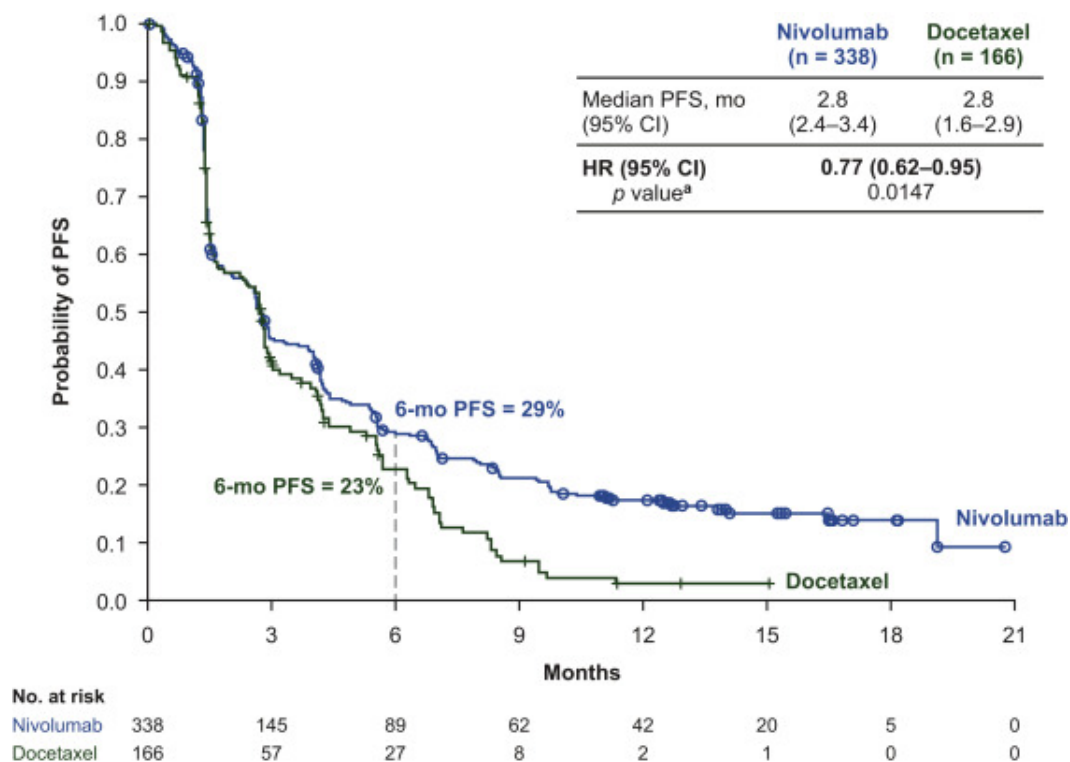 Nivolumab Docetaxel
(n = 338) (n = 166)
Median PFS, mo 2.8 2.8
(95% CI) (2.4–3.4) (1.6–2.9)
HR (95% CI) 0.77 (0.62–0.95)
p valueᵃ 0.0147
Probability of PFS
1.0
0.9
0.8
0.7
0.6
0.5
0.4
0.3
0.2
0.1
0.0
6-mo PFS = 29%
6-mo PFS = 23%
Nivolumab
Docetaxel
0 3 6 9 12 15 18 21
Months
No. at risk
Nivolumab 338 145 89 62 42 20 5 0
Docetaxel 166 57 27 8 2 1 0 0